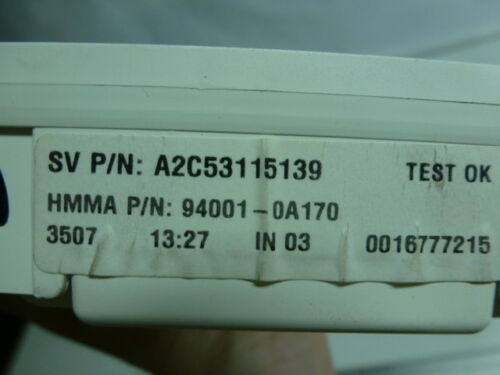 SV P/N: A2C53115139 TEST OK
HMMA P/N: 94001-0A170
3507 13:27 IN 03 0016777215